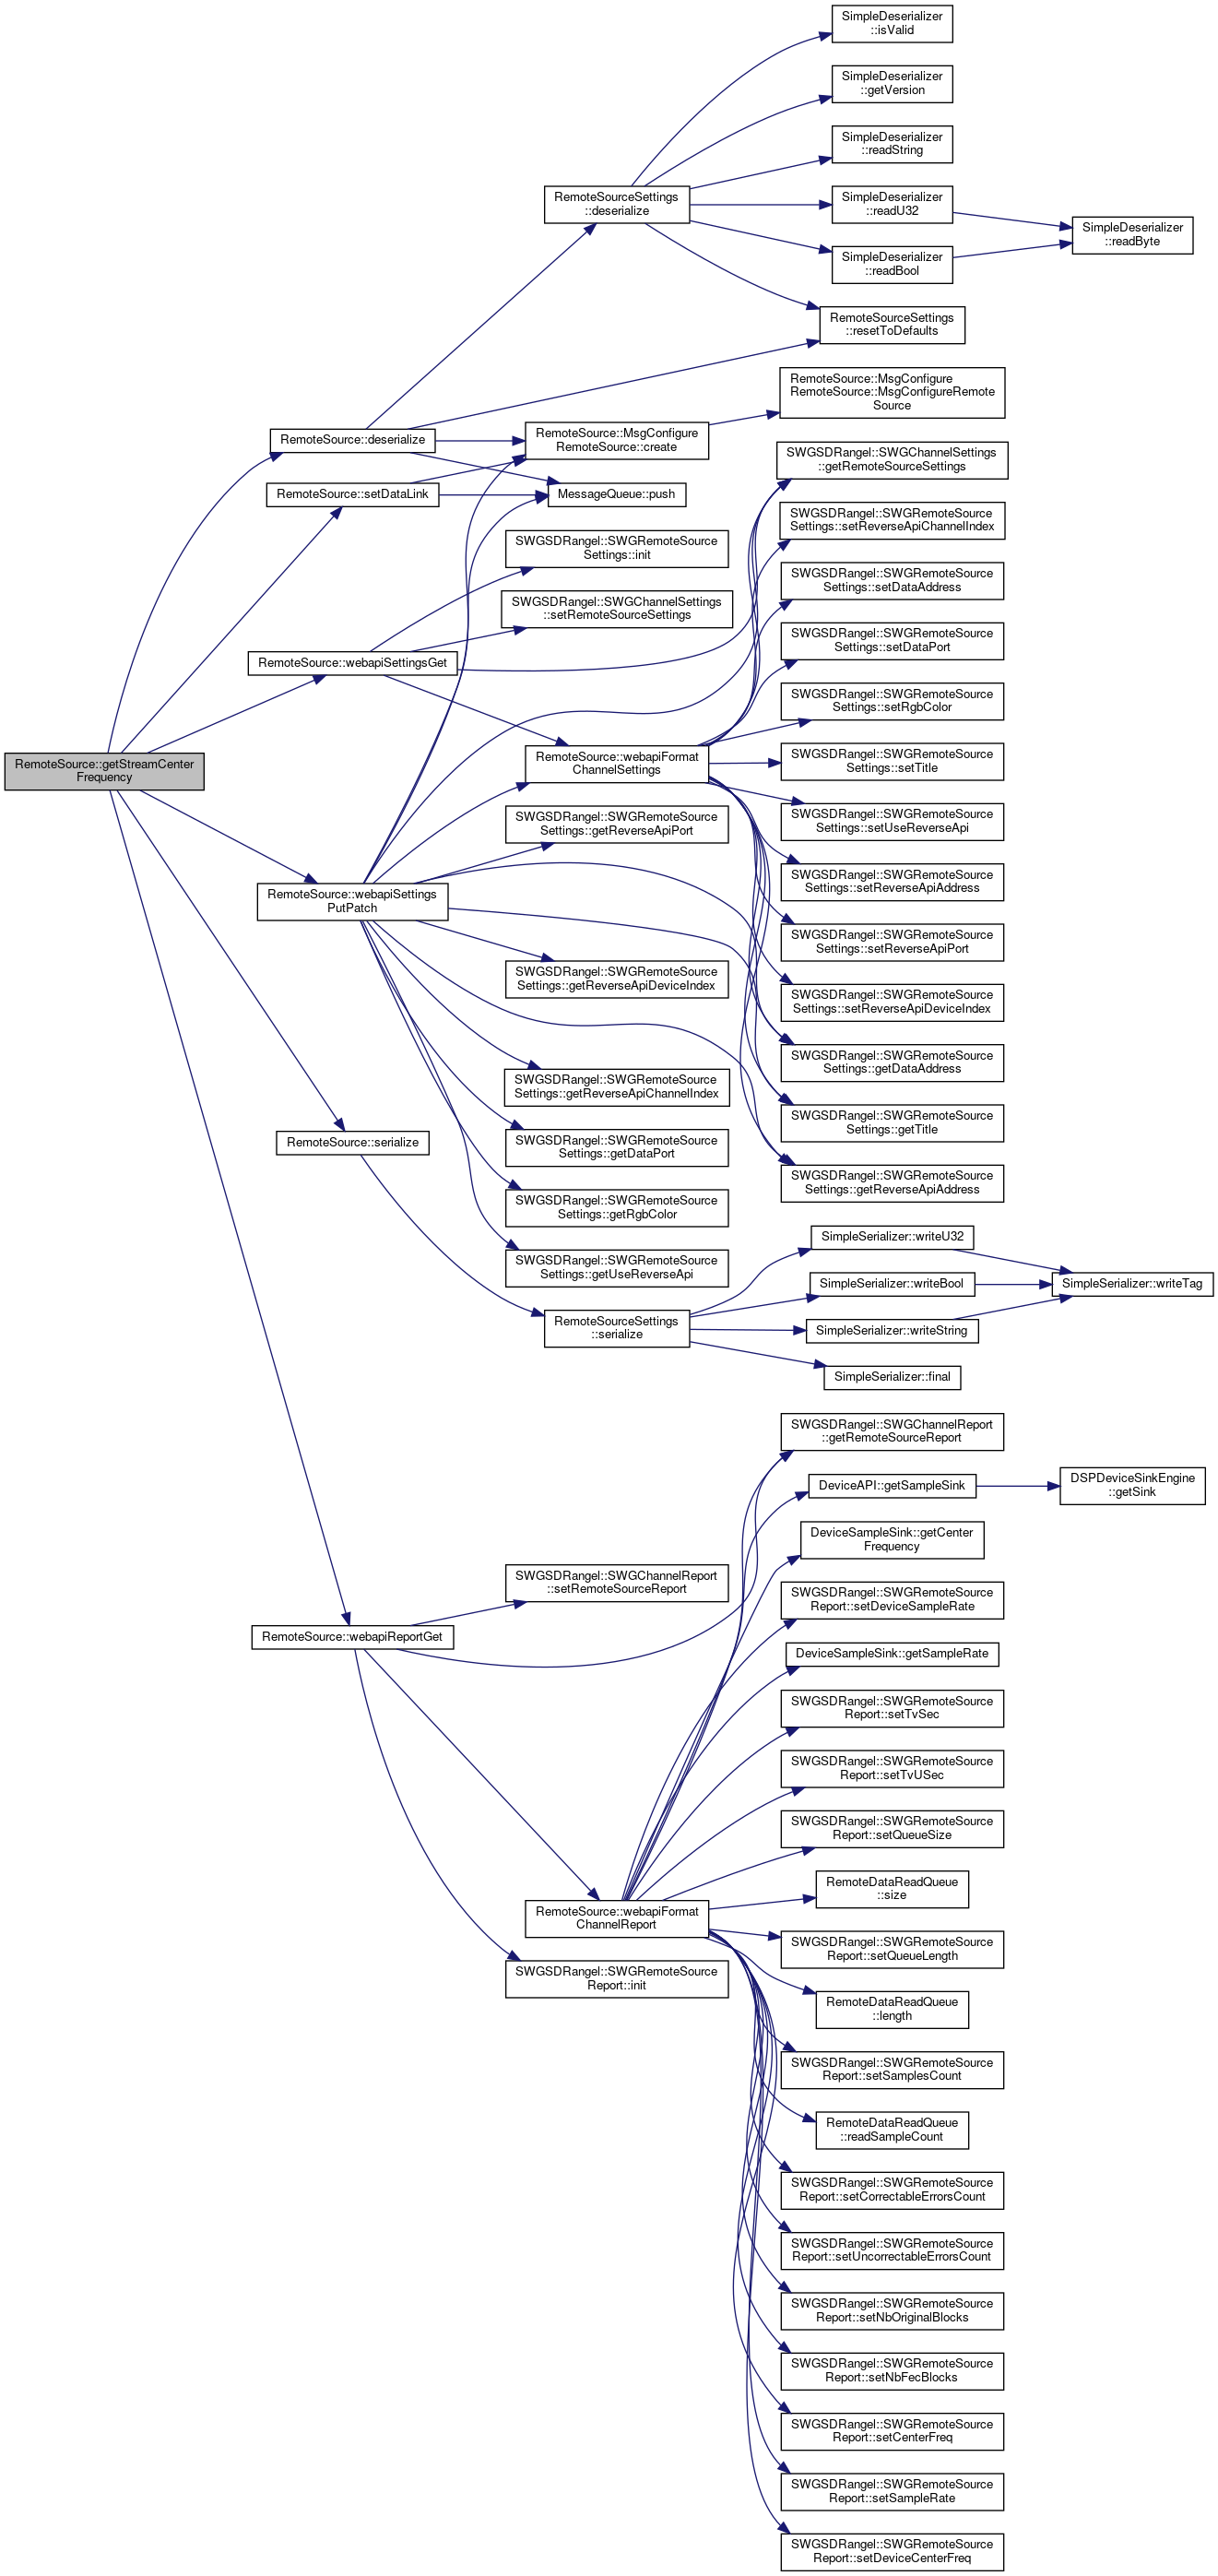 SimpleDeserializer
::isValid
SimpleDeserializer
::getVersion
SimpleDeserializer
::readString
RemoteSourceSettings
::deserialize
SimpleDeserializer
::readU32
SimpleDeserializer
::readByte
SimpleDeserializer
::readBool
RemoteSourceSettings
::resetToDefaults
RemoteSource::MsgConfigure
RemoteSource::MsgConfigureRemote
Source
RemoteSource::deserialize
RemoteSource::MsgConfigure
RemoteSource::create
SWGSDRangel::SWGChannelSettings
::getRemoteSourceSettings
RemoteSource::setDataLink
MessageQueue::push
SWGSDRangel::SWGRemoteSource
Settings::setReverseApiChannelIndex
SWGSDRangel::SWGRemoteSource
Settings::init
SWGSDRangel::SWGRemoteSource
Settings::setDataAddress
SWGSDRangel::SWGChannelSettings
::setRemoteSourceSettings
SWGSDRangel::SWGRemoteSource
Settings::setDataPort
RemoteSource::webapiSettingsGet
SWGSDRangel::SWGRemoteSource
Settings::setRgbColor
RemoteSource::getStreamCenter
Frequency
RemoteSource::webapiFormat
ChannelSettings
SWGSDRangel::SWGRemoteSource
Settings::setTitle
SWGSDRangel::SWGRemoteSource
Settings::getReverseApiPort
SWGSDRangel::SWGRemoteSource
Settings::setUseReverseApi
SWGSDRangel::SWGRemoteSource
Settings::setReverseApiAddress
RemoteSource::webapiSettings
PutPatch
SWGSDRangel::SWGRemoteSource
Settings::setReverseApiPort
SWGSDRangel::SWGRemoteSource
Settings::getReverseApiDeviceIndex
SWGSDRangel::SWGRemoteSource
Settings::setReverseApiDeviceIndex
SWGSDRangel::SWGRemoteSource
Settings::getDataAddress
SWGSDRangel::SWGRemoteSource
Settings::getReverseApiChannelIndex
SWGSDRangel::SWGRemoteSource
Settings::getTitle
RemoteSource::serialize
SWGSDRangel::SWGRemoteSource
Settings::getDataPort
SWGSDRangel::SWGRemoteSource
Settings::getReverseApiAddress
SWGSDRangel::SWGRemoteSource
Settings::getRgbColor
SimpleSerializer::writeU32
SWGSDRangel::SWGRemoteSource
Settings::getUseReverseApi
SimpleSerializer::writeBool
SimpleSerializer::writeTag
RemoteSourceSettings
::serialize
SimpleSerializer::writeString
SimpleSerializer::final
SWGSDRangel::SWGChannelReport
::getRemoteSourceReport
DeviceAPI::getSampleSink
DSPDeviceSinkEngine
::getSink
DeviceSampleSink::getCenter
Frequency
SWGSDRangel::SWGChannelReport
::setRemoteSourceReport
SWGSDRangel::SWGRemoteSource
Report::setDeviceSampleRate
RemoteSource::webapiReportGet
DeviceSampleSink::getSampleRate
SWGSDRangel::SWGRemoteSource
Report::setTvSec
SWGSDRangel::SWGRemoteSource
Report::setTvUSec
SWGSDRangel::SWGRemoteSource
Report::setQueueSize
RemoteDataReadQueue
::size
RemoteSource::webapiFormat
ChannelReport
SWGSDRangel::SWGRemoteSource
Report::setQueueLength
SWGSDRangel::SWGRemoteSource
Report::init
RemoteDataReadQueue
::length
SWGSDRangel::SWGRemoteSource
Report::setSamplesCount
RemoteDataReadQueue
::readSampleCount
SWGSDRangel::SWGRemoteSource
Report::setCorrectableErrorsCount
SWGSDRangel::SWGRemoteSource
Report::setUncorrectableErrorsCount
SWGSDRangel::SWGRemoteSource
Report::setNbOriginalBlocks
SWGSDRangel::SWGRemoteSource
Report::setNbFecBlocks
SWGSDRangel::SWGRemoteSource
Report::setCenterFreq
SWGSDRangel::SWGRemoteSource
Report::setSampleRate
SWGSDRangel::SWGRemoteSource
Report::setDeviceCenterFreq